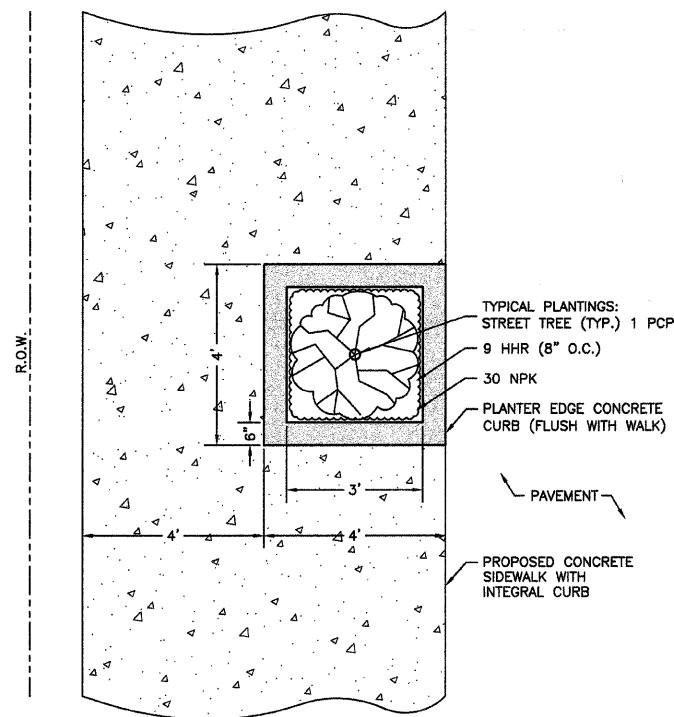 R.O.W.
4'
6"
3'
4'
4'
TYPICAL PLANTINGS:
STREET TREE (TYP.) 1 PCP
9 HHR (8" O.C.)
30 NPK
PLANTER EDGE CONCRETE
CURB (FLUSH WITH WALK)
PAVEMENT
PROPOSED CONCRETE
SIDEWALK WITH
INTEGRAL CURB